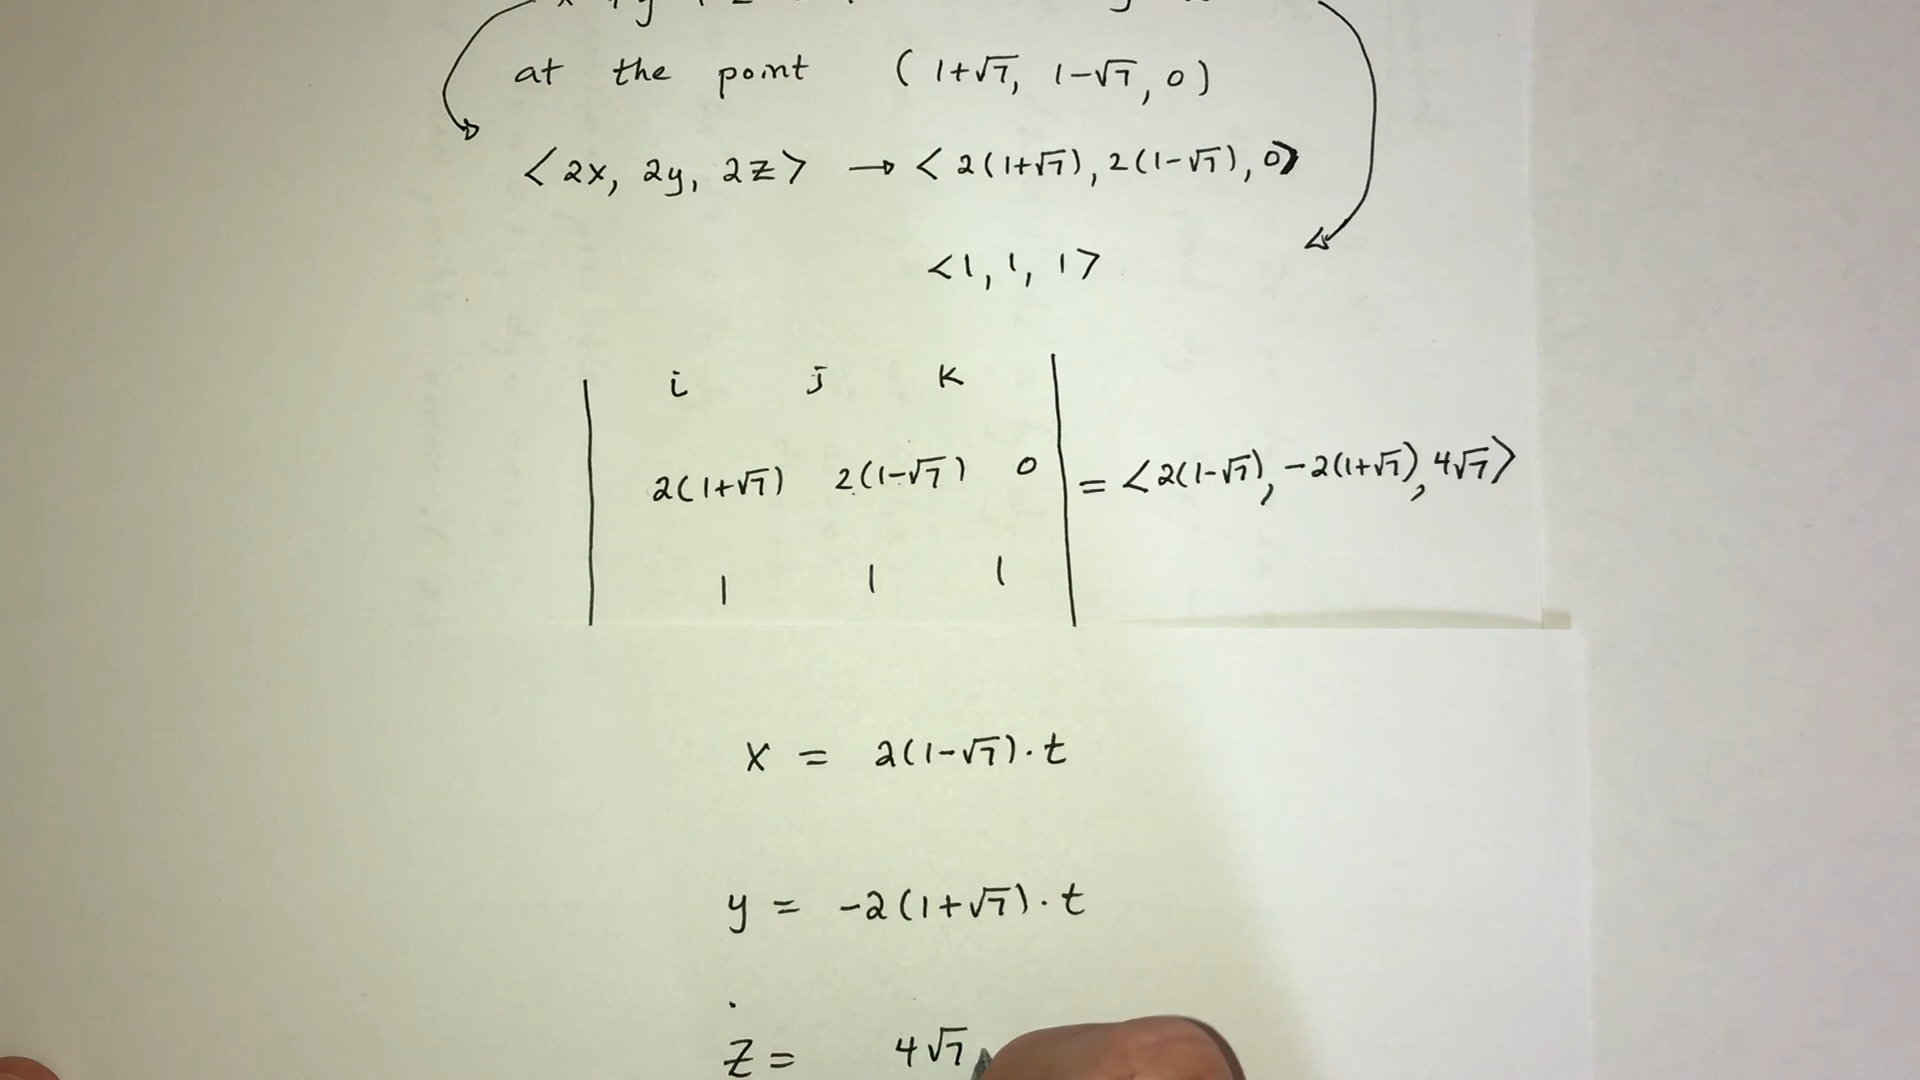 at the point (1+√7, 1-√7, 0)
<2x, 2y, 2z> → <2(1+√7), 2(1-√7), 0>
<1, 1, 1>
i j k
2(1+√7) 2(1-√7) 0 = <2(1-√7), -2(1+√7), 4√7>
1 1 1
x = 2(1-√7)·t
y = -2(1+√7)·t
z = 4√7